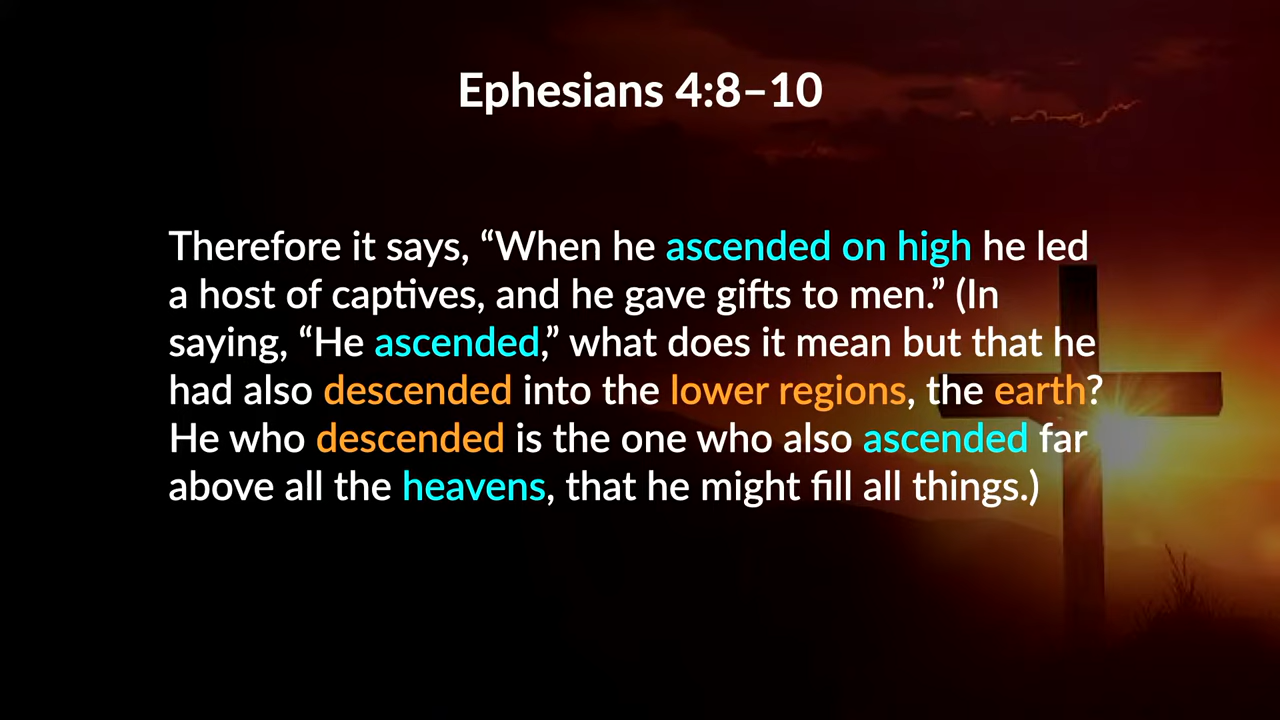 Ephesians 4:8–10
Therefore it says, “When he ascended on high he led
a host of captives, and he gave gifts to men.” (In
saying, “He ascended,” what does it mean but that he
had also descended into the lower regions, the earth?
He who descended is the one who also ascended far
above all the heavens, that he might fill all things.)